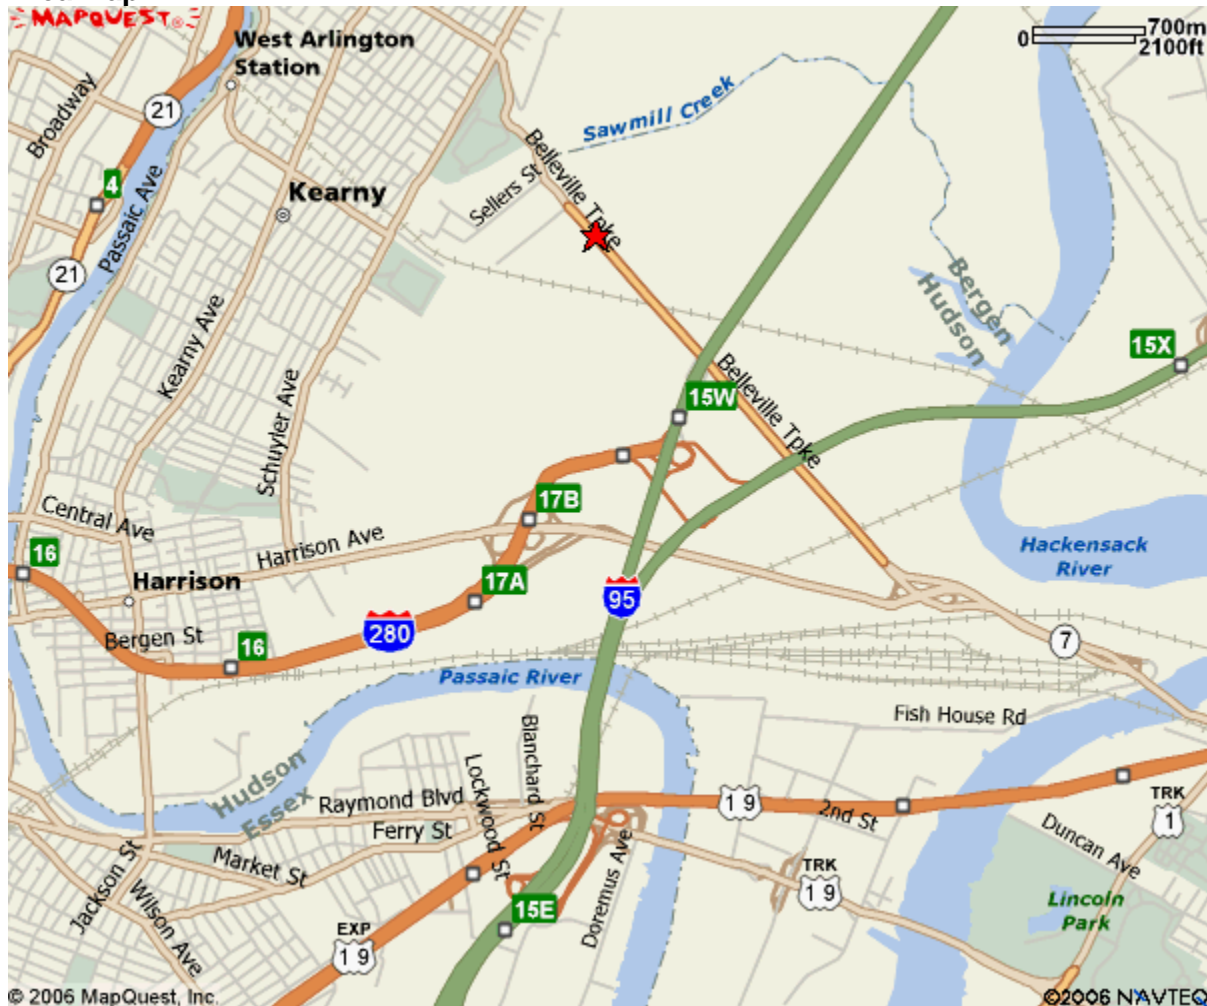 MAPQUEST
West Arlington
Station
700m
0
2100ft
Sawmill Creek
21
Broadway
Belleville Tpke
4
Passaic Ave
Sellers St
Kearny
21
Bergen
Hudson
Kearny Ave
15X
Belleville Tpke
15W
Schuyler Ave
17B
Central Ave
Harrison Ave
16
Hackensack
River
Harrison
17A
95
280
Bergen St
16
7
Passaic River
Fish House Rd
Blanchard St
Lockwood St
Hudson
Essex
Raymond Blvd
1 9
2nd St
TRK
1
Ferry St
Duncan Ave
Market St
Doremus Ave
TRK
1 9
Jackson St
Wilson Ave
Lincoln
Park
15E
EXP
1 9
© 2006 MapQuest, Inc.
©2006 NAVTEQ